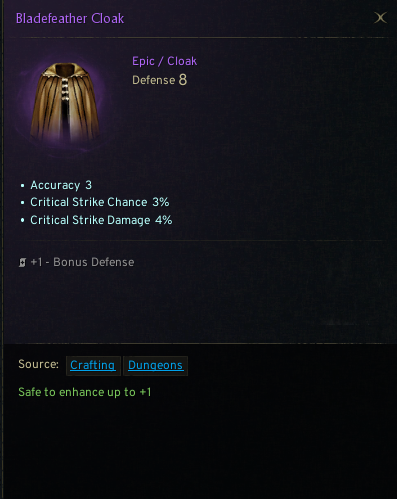 Bladefeather Cloak
Epic / Cloak
Defense 8
• Accuracy 3
• Critical Strike Chance 3%
• Critical Strike Damage 4%
+1 - Bonus Defense
Source: Crafting Dungeons
Safe to enhance up to +1